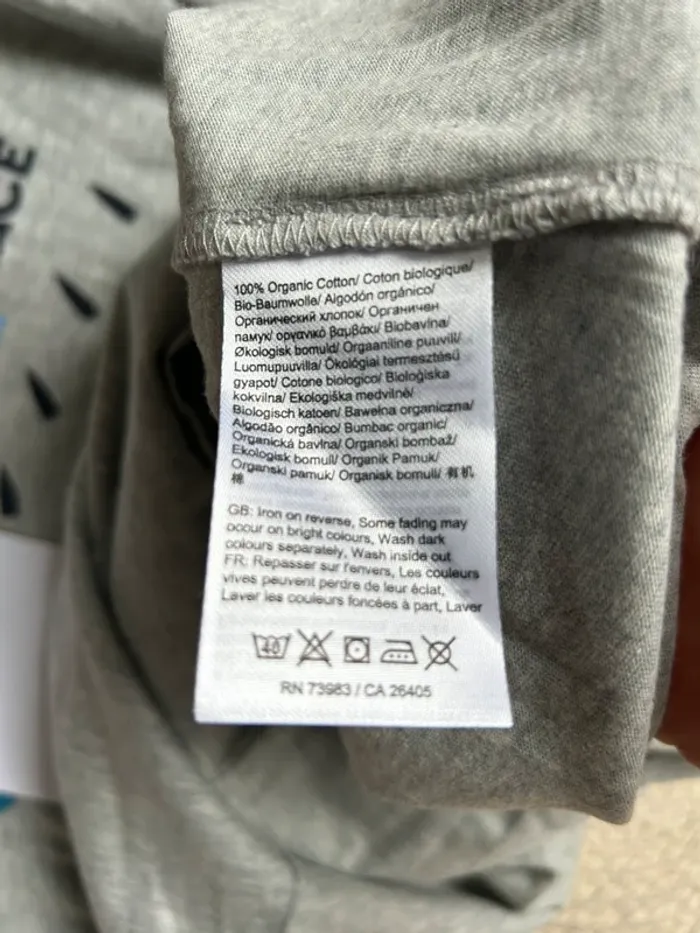 CE
100% Organic Cotton/ Coton biologique/
Bio-Baumwolle/ Algodón orgánico/
Органический хлопок/ Органичен
памук/ οργανικό βαμβάκι/ Biobavlna/
Økologisk bomuld/ Orgaaniline puuvill/
Luomupuuvilla/ Ökológiai termesztésű
gyapot/ Cotone biologico/ Bioloģiska
kokvilna/ Ekologiška medvilnė/
Biologisch katoen/ Bawełna organiczna/
Algodão orgânico/ Bumbac organic/
Organická bavlna/ Organski bombaž/
Ekologisk bomull/ Organik Pamuk/
Organski pamuk/ Organisk bomull/ 有机
棉
GB: Iron on reverse, Some fading may
occur on bright colours, Wash dark
colours separately, Wash inside out
FR: Repasser sur l'envers, Les couleurs
vives peuvent perdre de leur éclat,
Laver les couleurs foncées à part, Laver
40
RN 73983 / CA 26405